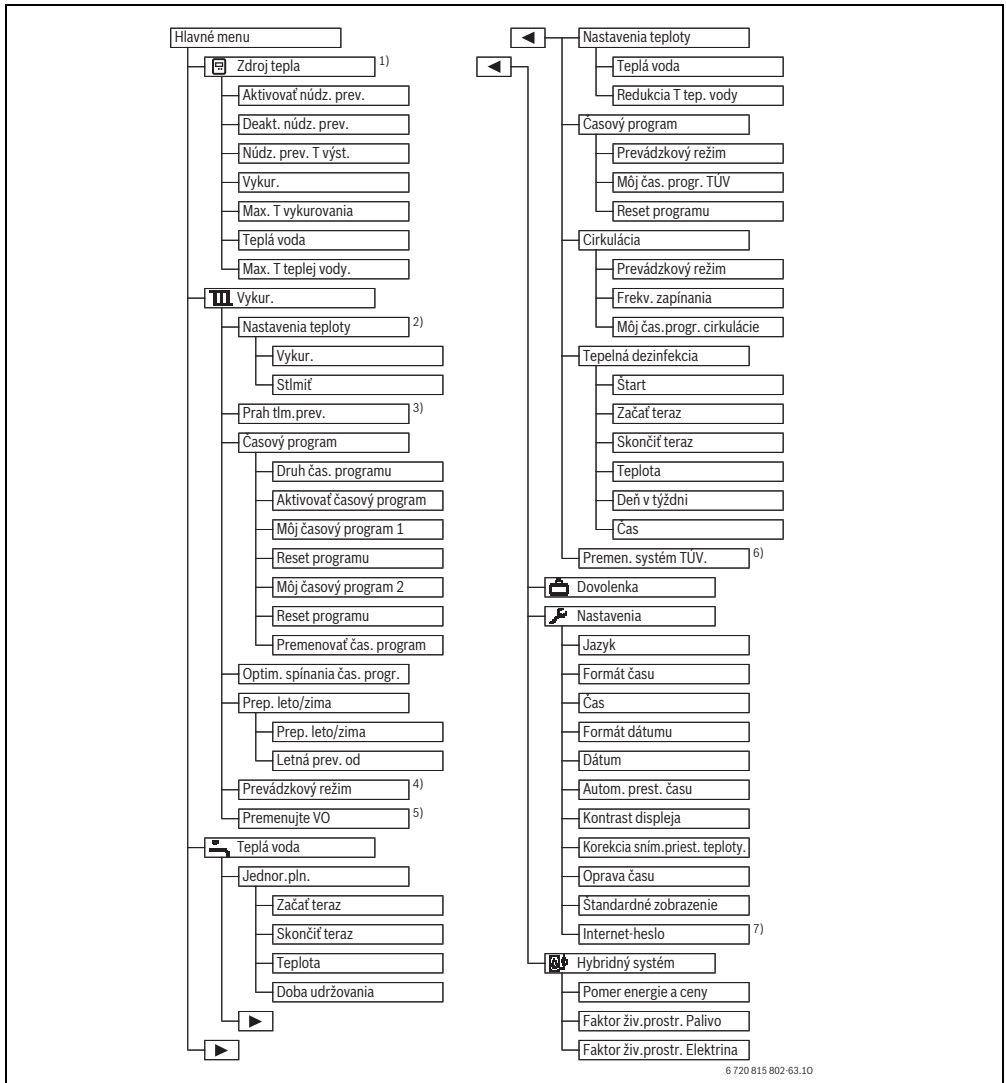 Hlavné menu
Zdroj tepla 1)
Aktivovať núdz. prev.
Deakt. núdz. prev.
Núdz. prev. T výst.
Vykur.
Max. T vykurovania
Teplá voda
Max. T teplej vody.
Vykur.
Nastavenia teploty 2)
Vykur.
Stlmiť
Prah tlm.prev. 3)
Časový program
Druh čas. programu
Aktivovať časový program
Môj časový program 1
Reset programu
Môj časový program 2
Reset programu
Premenovať čas. program
Optim. spínania čas. progr.
Prep. leto/zima
Prep. leto/zima
Letná prev. od
Prevádzkový režim 4)
Premenujte VO 5)
Teplá voda
Jednor.pln.
Začať teraz
Skončiť teraz
Teplota
Doba udržovania
Nastavenia teploty
Teplá voda
Redukcia T tep. vody
Časový program
Prevádzkový režim
Môj čas. progr. TÚV
Reset programu
Cirkulácia
Prevádzkový režim
Frekv. zapínania
Môj čas.progr. cirkulácie
Tepelná dezinfekcia
Štart
Začať teraz
Skončiť teraz
Teplota
Deň v týždni
Čas
Premen. systém TÚV. 6)
Dovolenka
Nastavenia
Jazyk
Formát času
Čas
Formát dátumu
Dátum
Autom. prest. času
Kontrast displeja
Korekcia sním.priest. teploty.
Oprava času
Štandardné zobrazenie
Internet-heslo 7)
Hybridný systém
Pomer energie a ceny
Faktor živ.prostr. Palivo
Faktor živ.prostr. Elektrina
6 720 815 802-63.1O